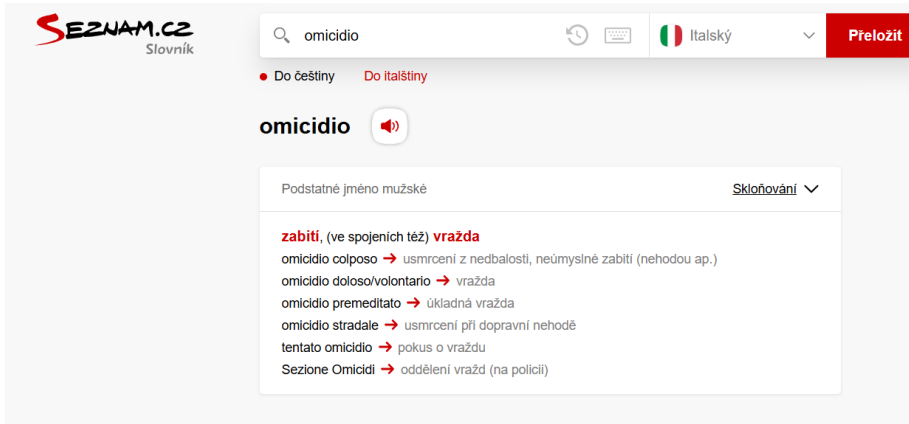 SEZNAM.CZ
Slovník
omicidio
Italský
Přeložit
Do češtiny Do italštiny
omicidio
Podstatné jméno mužské Skloňování
zabití, (ve spojeních též) vražda
omicidio colposo → usmrcení z nedbalosti, neúmyslné zabití (nehodou ap.)
omicidio doloso/volontario → vražda
omicidio premeditato → úkladná vražda
omicidio stradale → usmrcení při dopravní nehodě
tentato omicidio → pokus o vraždu
Sezione Omicidi → oddělení vražd (na policii)